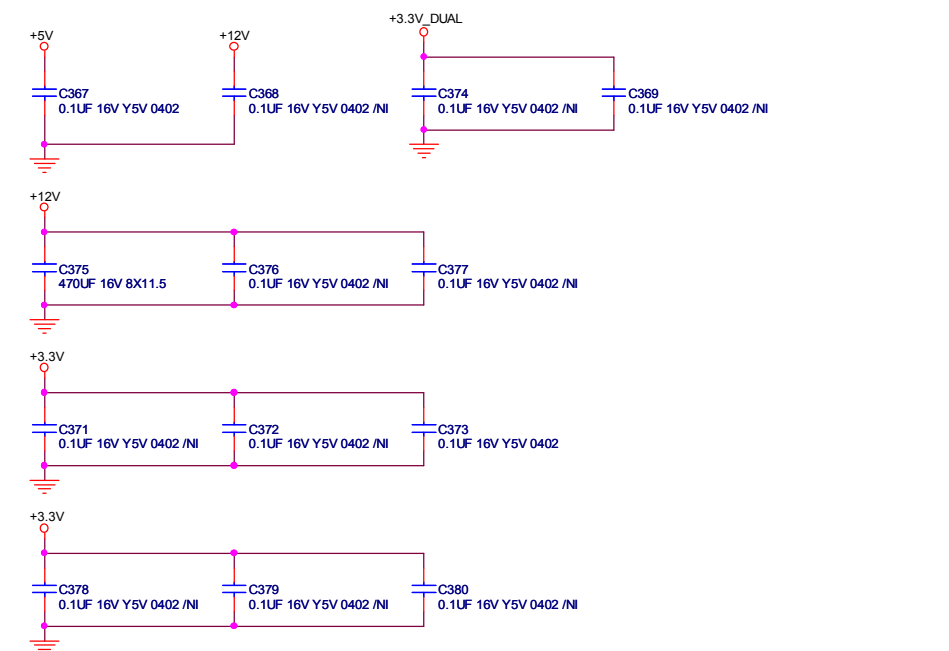 +3.3V_DUAL
+5V
+12V
C367
0.1UF 16V Y5V 0402
C368
0.1UF 16V Y5V 0402 /NI
C374
0.1UF 16V Y5V 0402 /NI
C369
0.1UF 16V Y5V 0402 /NI
+12V
C375
470UF 16V 8X11.5
C376
0.1UF 16V Y5V 0402 /NI
C377
0.1UF 16V Y5V 0402 /NI
+3.3V
C371
0.1UF 16V Y5V 0402 /NI
C372
0.1UF 16V Y5V 0402 /NI
C373
0.1UF 16V Y5V 0402
+3.3V
C378
0.1UF 16V Y5V 0402 /NI
C379
0.1UF 16V Y5V 0402 /NI
C380
0.1UF 16V Y5V 0402 /NI